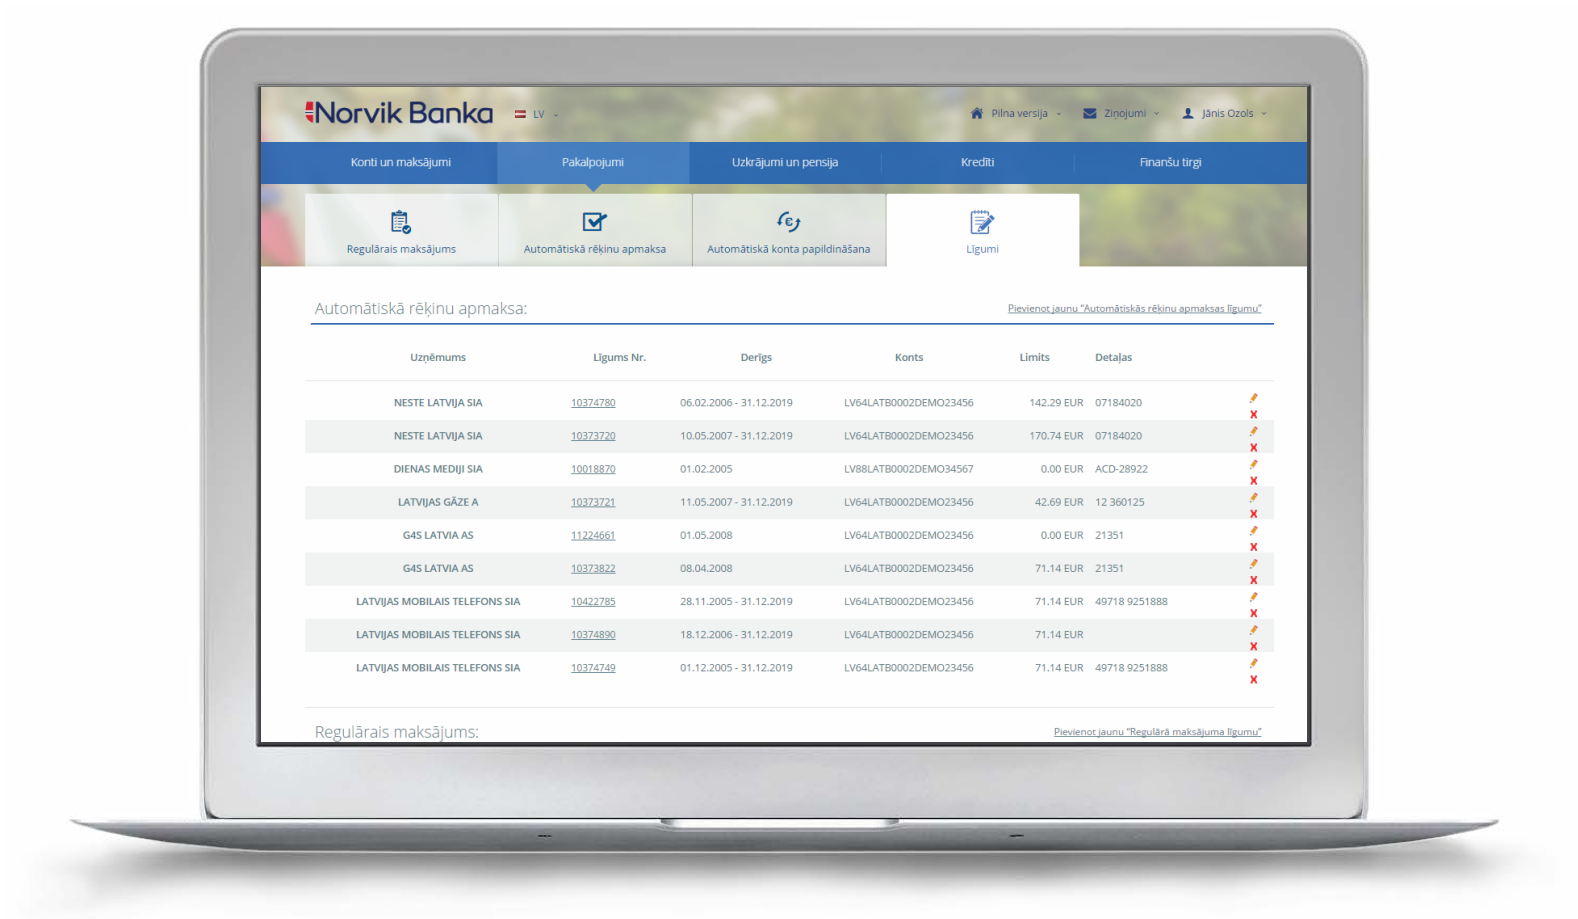 Norvik Banka LV Pilna versija Ziņojumi Jānis Ozols
Konti un maksājumi Pakalpojumi Uzkrājumi un pensija Kredīti Finanšu tirgi
Regulārais maksājums Automātiskā rēķinu apmaksa Automātiskā konta papildināšana Līgumi
Automātiskā rēķinu apmaksa: Pievienot jaunu “Automātiskās rēķinu apmaksas līgumu”
Uzņēmums Līgums Nr. Derīgs Konts Limits Detaļas
NESTE LATVIJA SIA 10374780 06.02.2006 - 31.12.2019 LV64LATB0002DEMO23456 142.29 EUR 07184020
NESTE LATVIJA SIA 10373720 10.05.2007 - 31.12.2019 LV64LATB0002DEMO23456 170.74 EUR 07184020
DIENAS MEDIJI SIA 10018870 01.02.2005 LV88LATB0002DEMO34567 0.00 EUR ACD-28922
LATVIJAS GĀZE A 10373721 11.05.2007 - 31.12.2019 LV64LATB0002DEMO23456 42.69 EUR 12 360125
G4S LATVIA AS 11224661 01.05.2008 LV64LATB0002DEMO23456 0.00 EUR 21351
G4S LATVIA AS 10373822 08.04.2008 LV64LATB0002DEMO23456 71.14 EUR 21351
LATVIJAS MOBILAIS TELEFONS SIA 10422785 28.11.2005 - 31.12.2019 LV64LATB0002DEMO23456 71.14 EUR 49718 9251888
LATVIJAS MOBILAIS TELEFONS SIA 10374890 18.12.2006 - 31.12.2019 LV64LATB0002DEMO23456 71.14 EUR
LATVIJAS MOBILAIS TELEFONS SIA 10374749 01.12.2005 - 31.12.2019 LV64LATB0002DEMO23456 71.14 EUR 49718 9251888
Regulārais maksājums: Pievienot jaunu “Regulārā maksājuma līgumu”